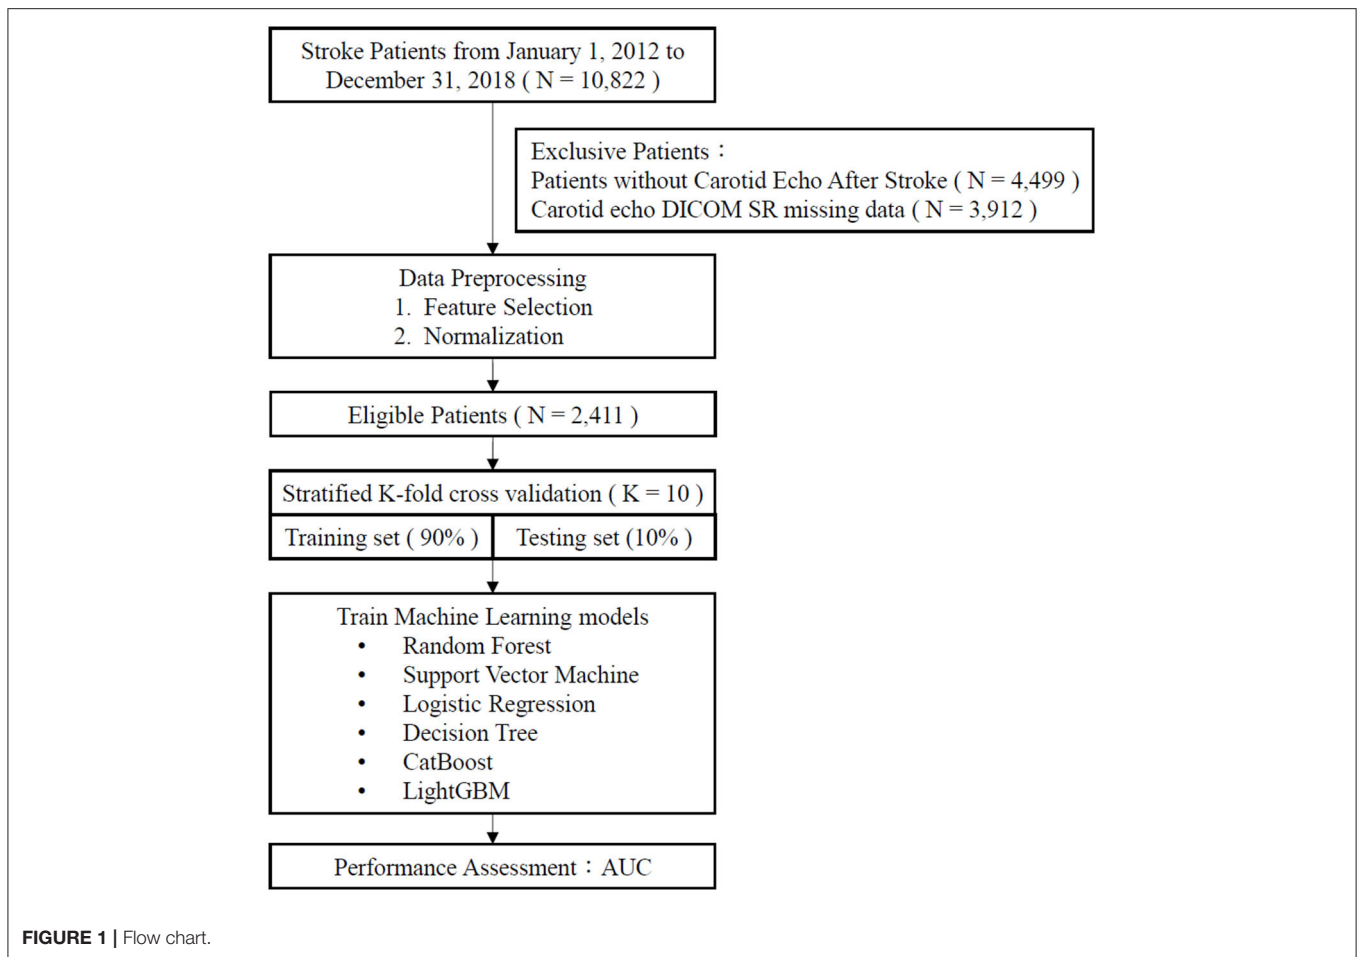 Stroke Patients from January 1, 2012 to
December 31, 2018 ( N = 10,822 )
Exclusive Patients：
Patients without Carotid Echo After Stroke ( N = 4,499 )
Carotid echo DICOM SR missing data ( N = 3,912 )
Data Preprocessing
1. Feature Selection
2. Normalization
Eligible Patients ( N = 2,411 )
Stratified K-fold cross validation ( K = 10 )
Training set ( 90% )
Testing set (10% )
Train Machine Learning models
• Random Forest
• Support Vector Machine
• Logistic Regression
• Decision Tree
• CatBoost
• LightGBM
Performance Assessment：AUC
FIGURE 1 | Flow chart.